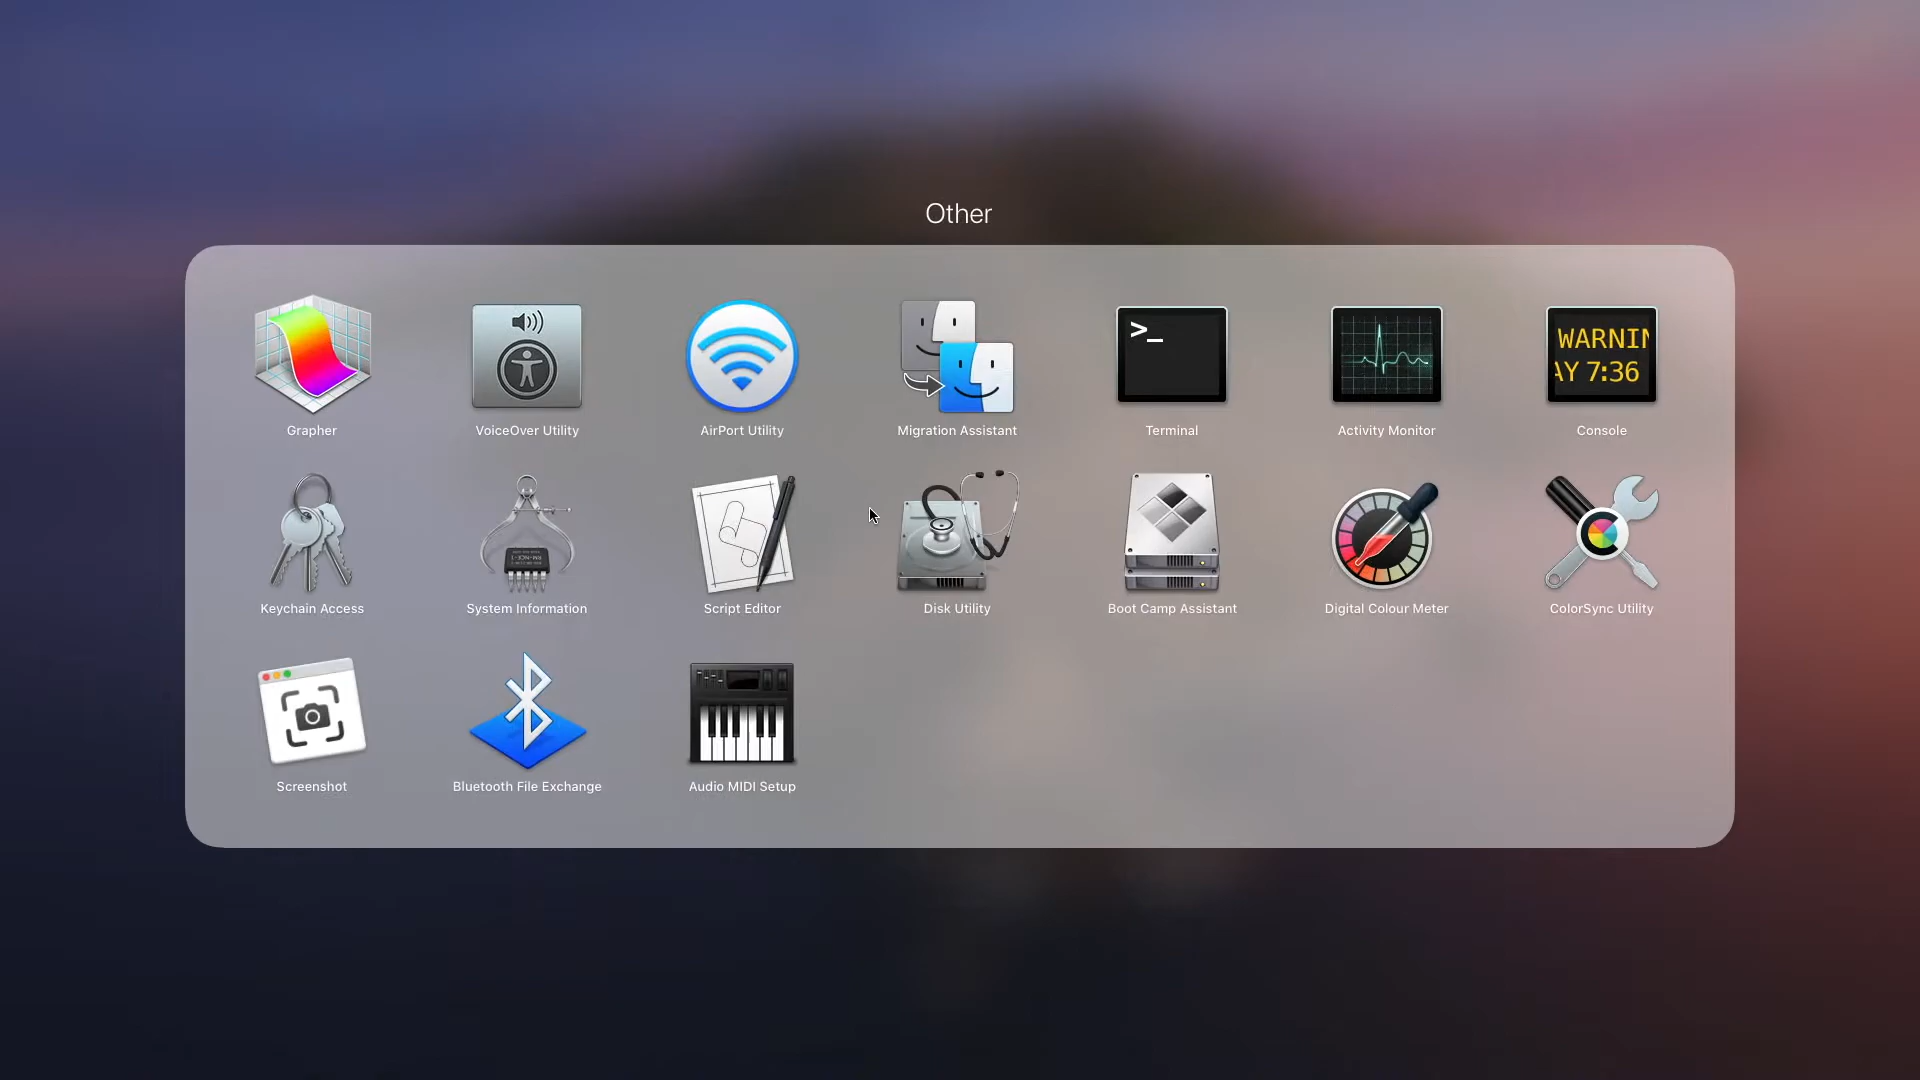 Other
>_
WARNIN
AY 7:36
Grapher
VoiceOver Utility
AirPort Utility
Migration Assistant
Terminal
Activity Monitor
Console
Keychain Access
System Information
Script Editor
Disk Utility
Boot Camp Assistant
Digital Colour Meter
ColorSync Utility
Screenshot
Bluetooth File Exchange
Audio MIDI Setup